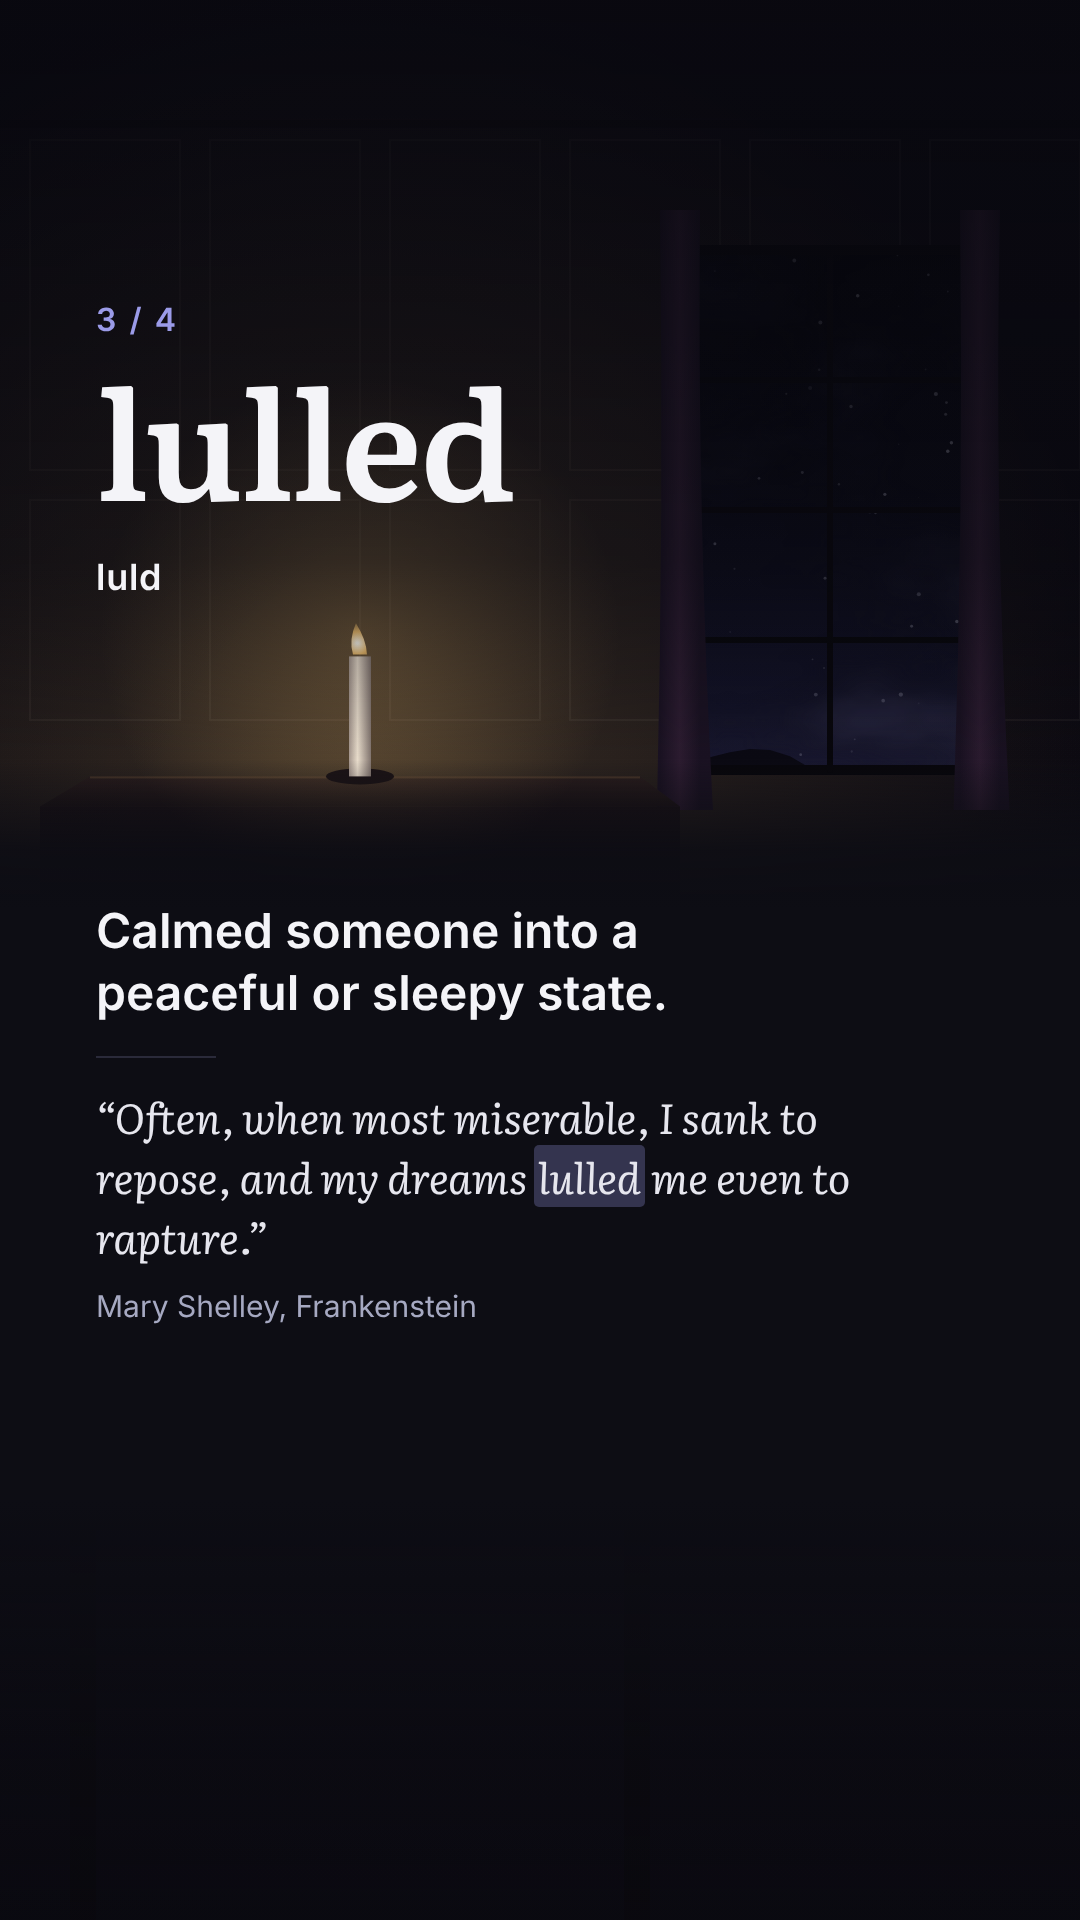 3 / 4
lulled
luld
Calmed someone into a
peaceful or sleepy state.
“Often, when most miserable, I sank to
repose, and my dreams lulled me even to
rapture.”
Mary Shelley, Frankenstein